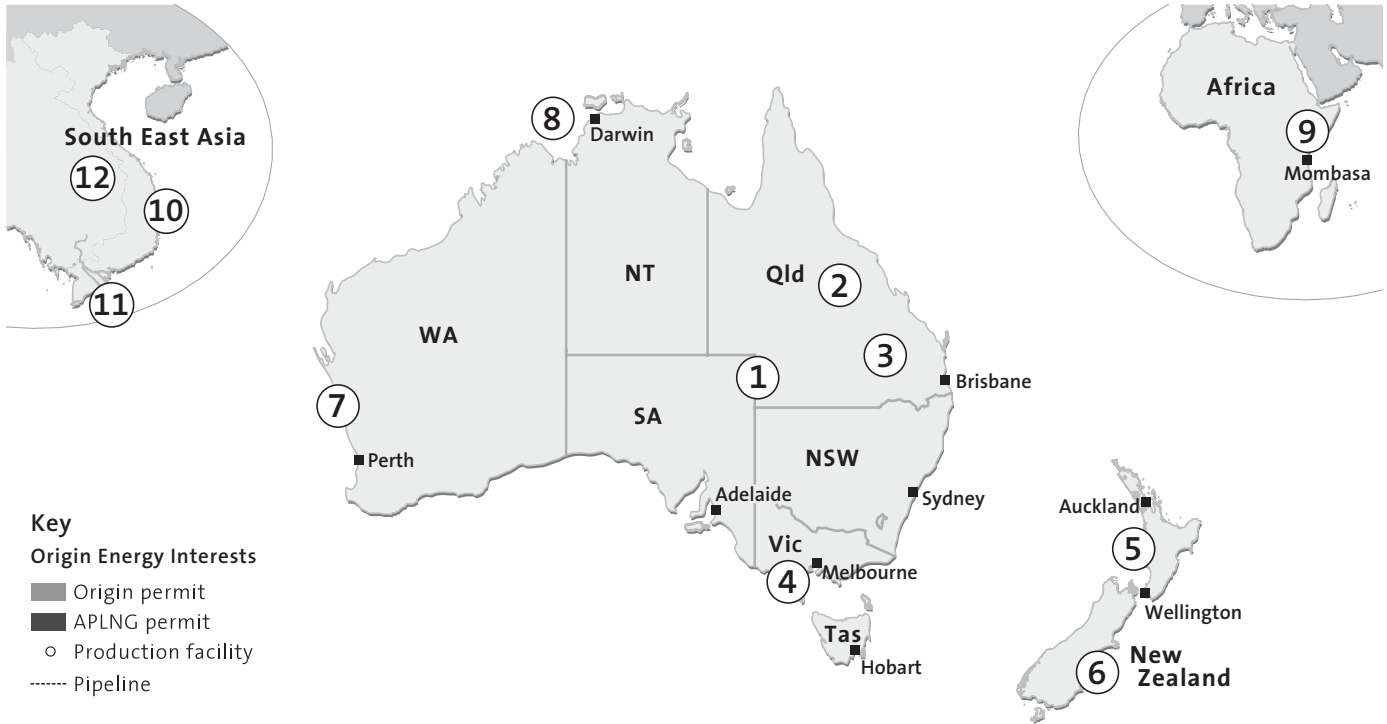 South East Asia
12
10
11
8
Darwin
NT
Qld
2
WA
3
1
Brisbane
7
SA
NSW
Perth
Adelaide
Sydney
Vic
4
Melbourne
Tas
Hobart
Africa
9
Mombasa
Auckland
5
Wellington
6
New
Zealand
Key
Origin Energy Interests
Origin permit
APLNG permit
Production facility
Pipeline